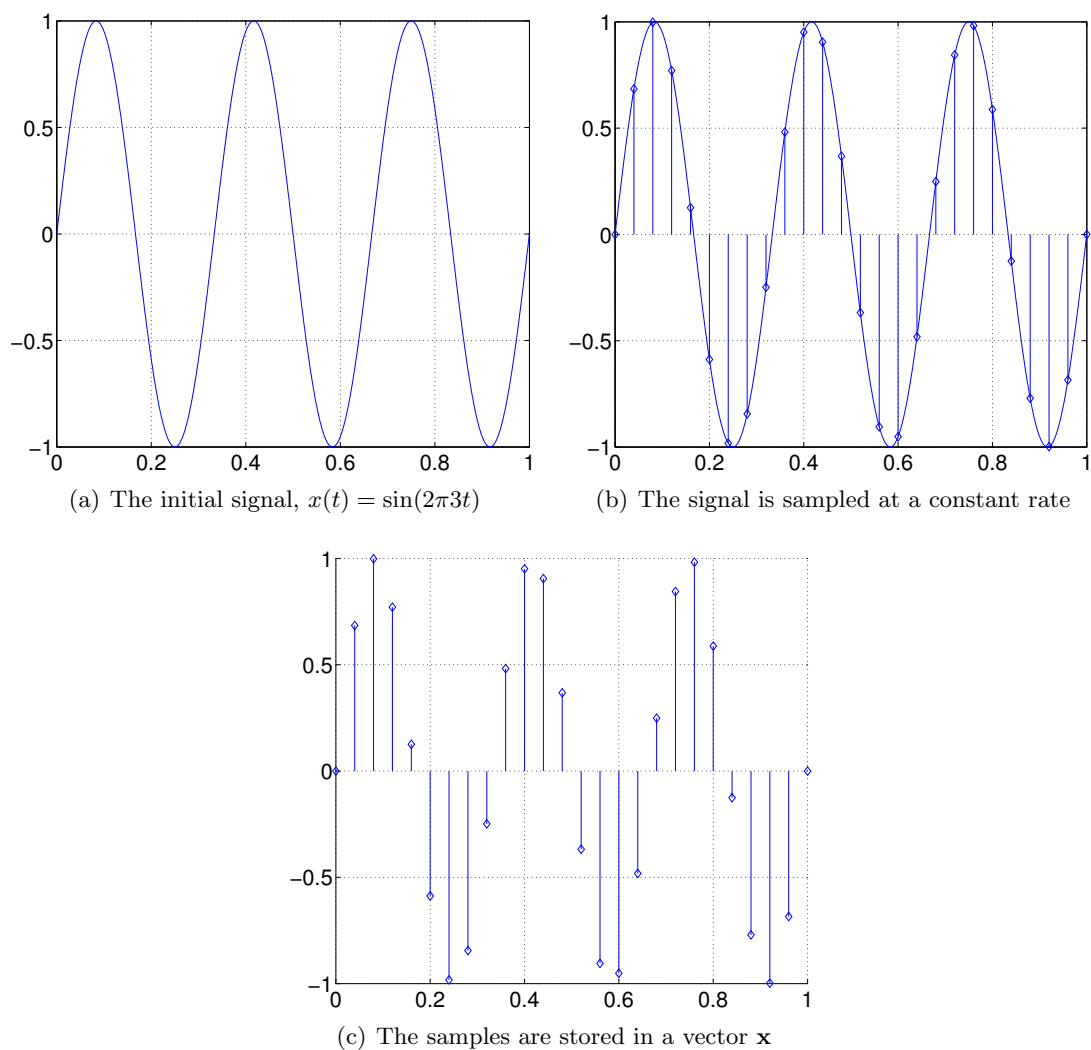 1
0.5
0
−0.5
−1
0 0.2 0.4 0.6 0.8 1
(a) The initial signal, x(t) = sin(2π3t)
1
0.5
0
−0.5
−1
0 0.2 0.4 0.6 0.8 1
(b) The signal is sampled at a constant rate
1
0.5
0
−0.5
−1
0 0.2 0.4 0.6 0.8 1
(c) The samples are stored in a vector x